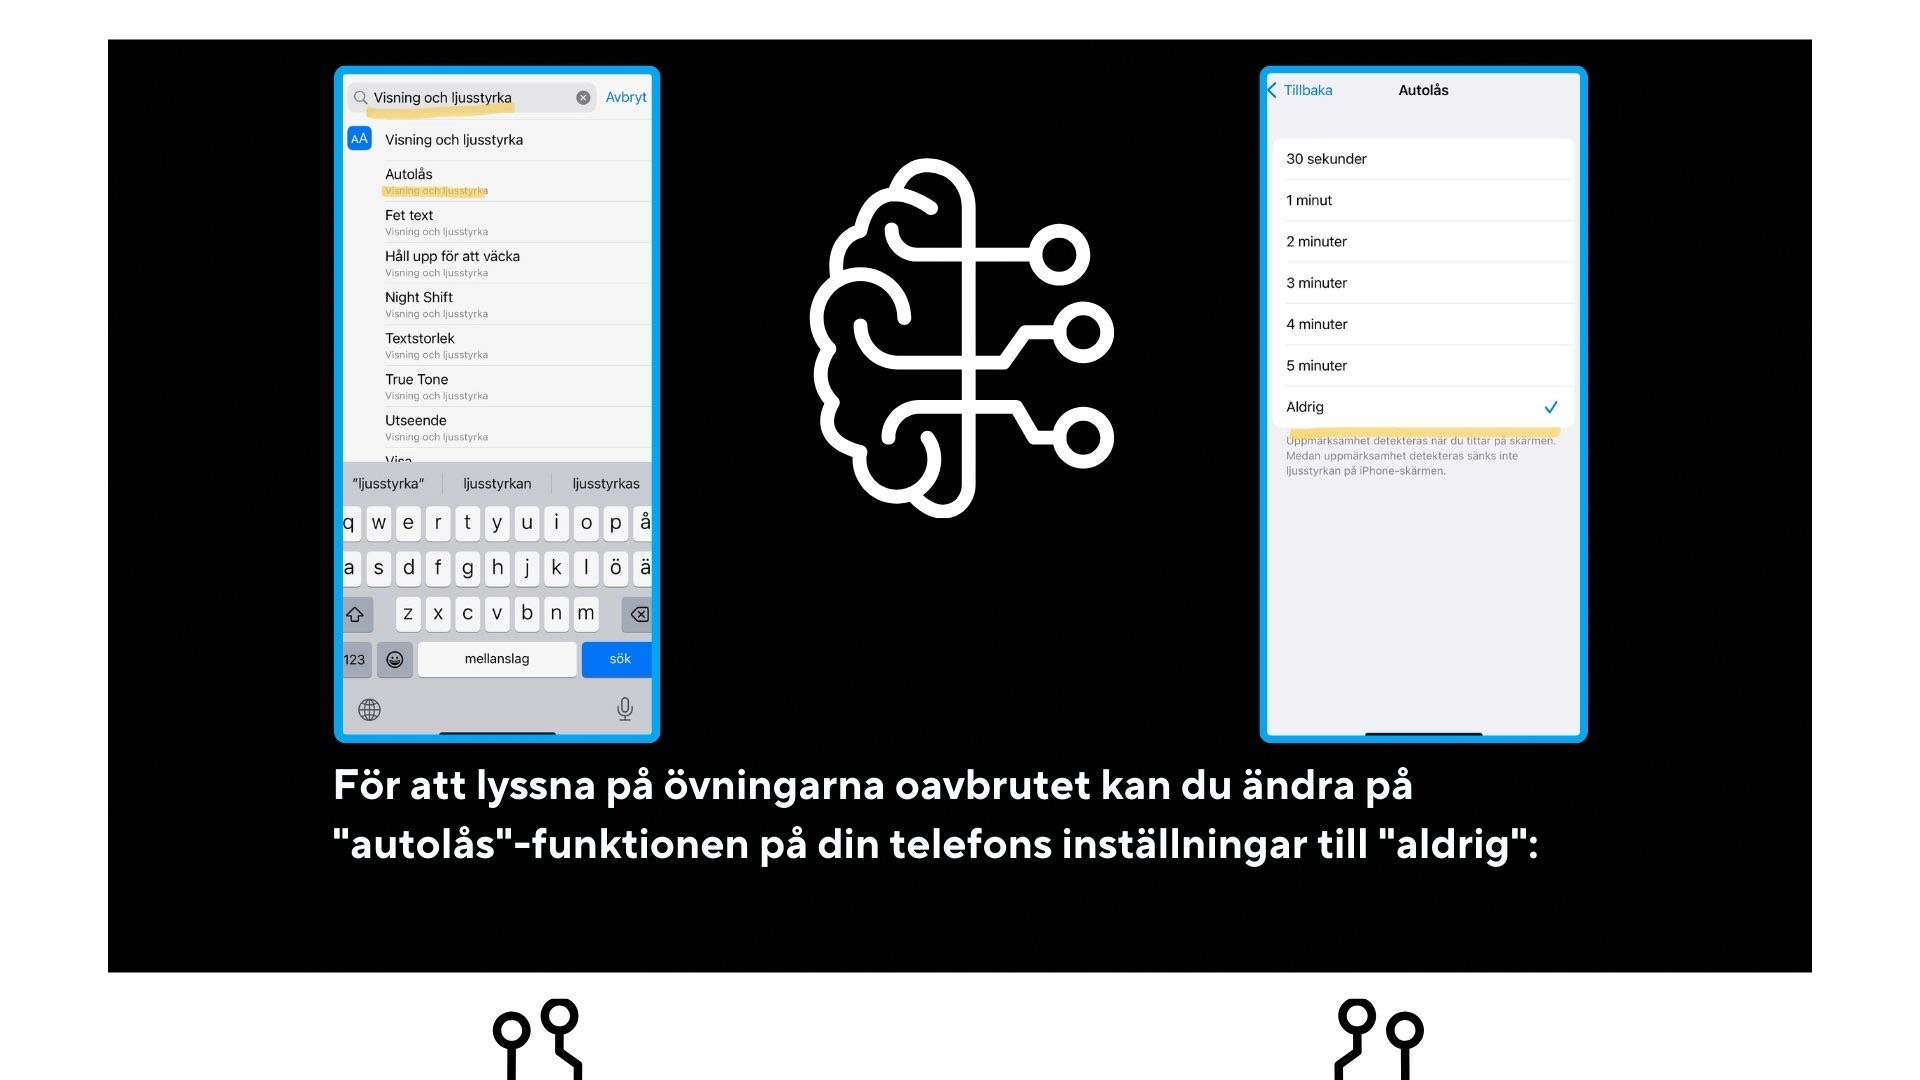 Visning och ljusstyrka
Avbryt
AA
Visning och ljusstyrka
Autolås
Visning och ljusstyrka
Fet text
Visning och ljusstyrka
Håll upp för att väcka
Visning och ljusstyrka
Night Shift
Visning och ljusstyrka
Textstorlek
Visning och ljusstyrka
True Tone
Visning och ljusstyrka
Utseende
Visning och ljusstyrka
Visa
"ljusstyrka" ljusstyrkan ljusstyrkas
q w e r t y u i o p å
a s d f g h j k l ö ä
z x c v b n m
123 mellanslag sök
Tillbaka
Autolås
30 sekunder
1 minut
2 minuter
3 minuter
4 minuter
5 minuter
Aldrig
Uppmärksamhet detekteras när du tittar på skärmen.
Medan uppmärksamhet detekteras sänks inte
ljusstyrkan på iPhone-skärmen.
För att lyssna på övningarna oavbrutet kan du ändra på
"autolås"-funktionen på din telefons inställningar till "aldrig":